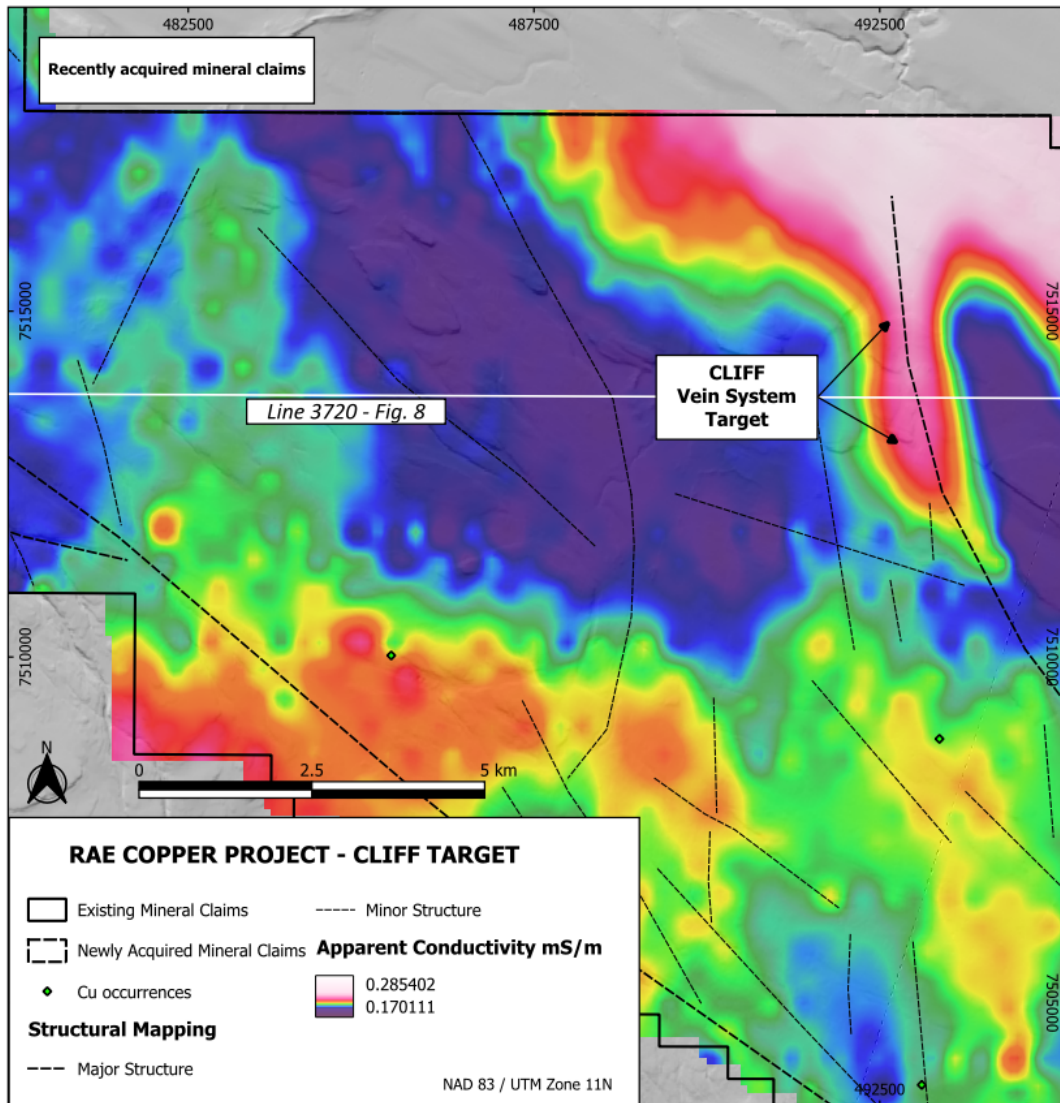 482500
487500
492500
Recently acquired mineral claims
7515000
7515000
CLIFF
Vein System
Target
Line 3720 - Fig. 8
7510000
7510000
N
0
2.5
5 km
RAE COPPER PROJECT - CLIFF TARGET
Existing Mineral Claims
Newly Acquired Mineral Claims
Cu occurrences
Structural Mapping
Major Structure
Minor Structure
Apparent Conductivity mS/m
0.285402
0.170111
NAD 83 / UTM Zone 11N
7505000
492500